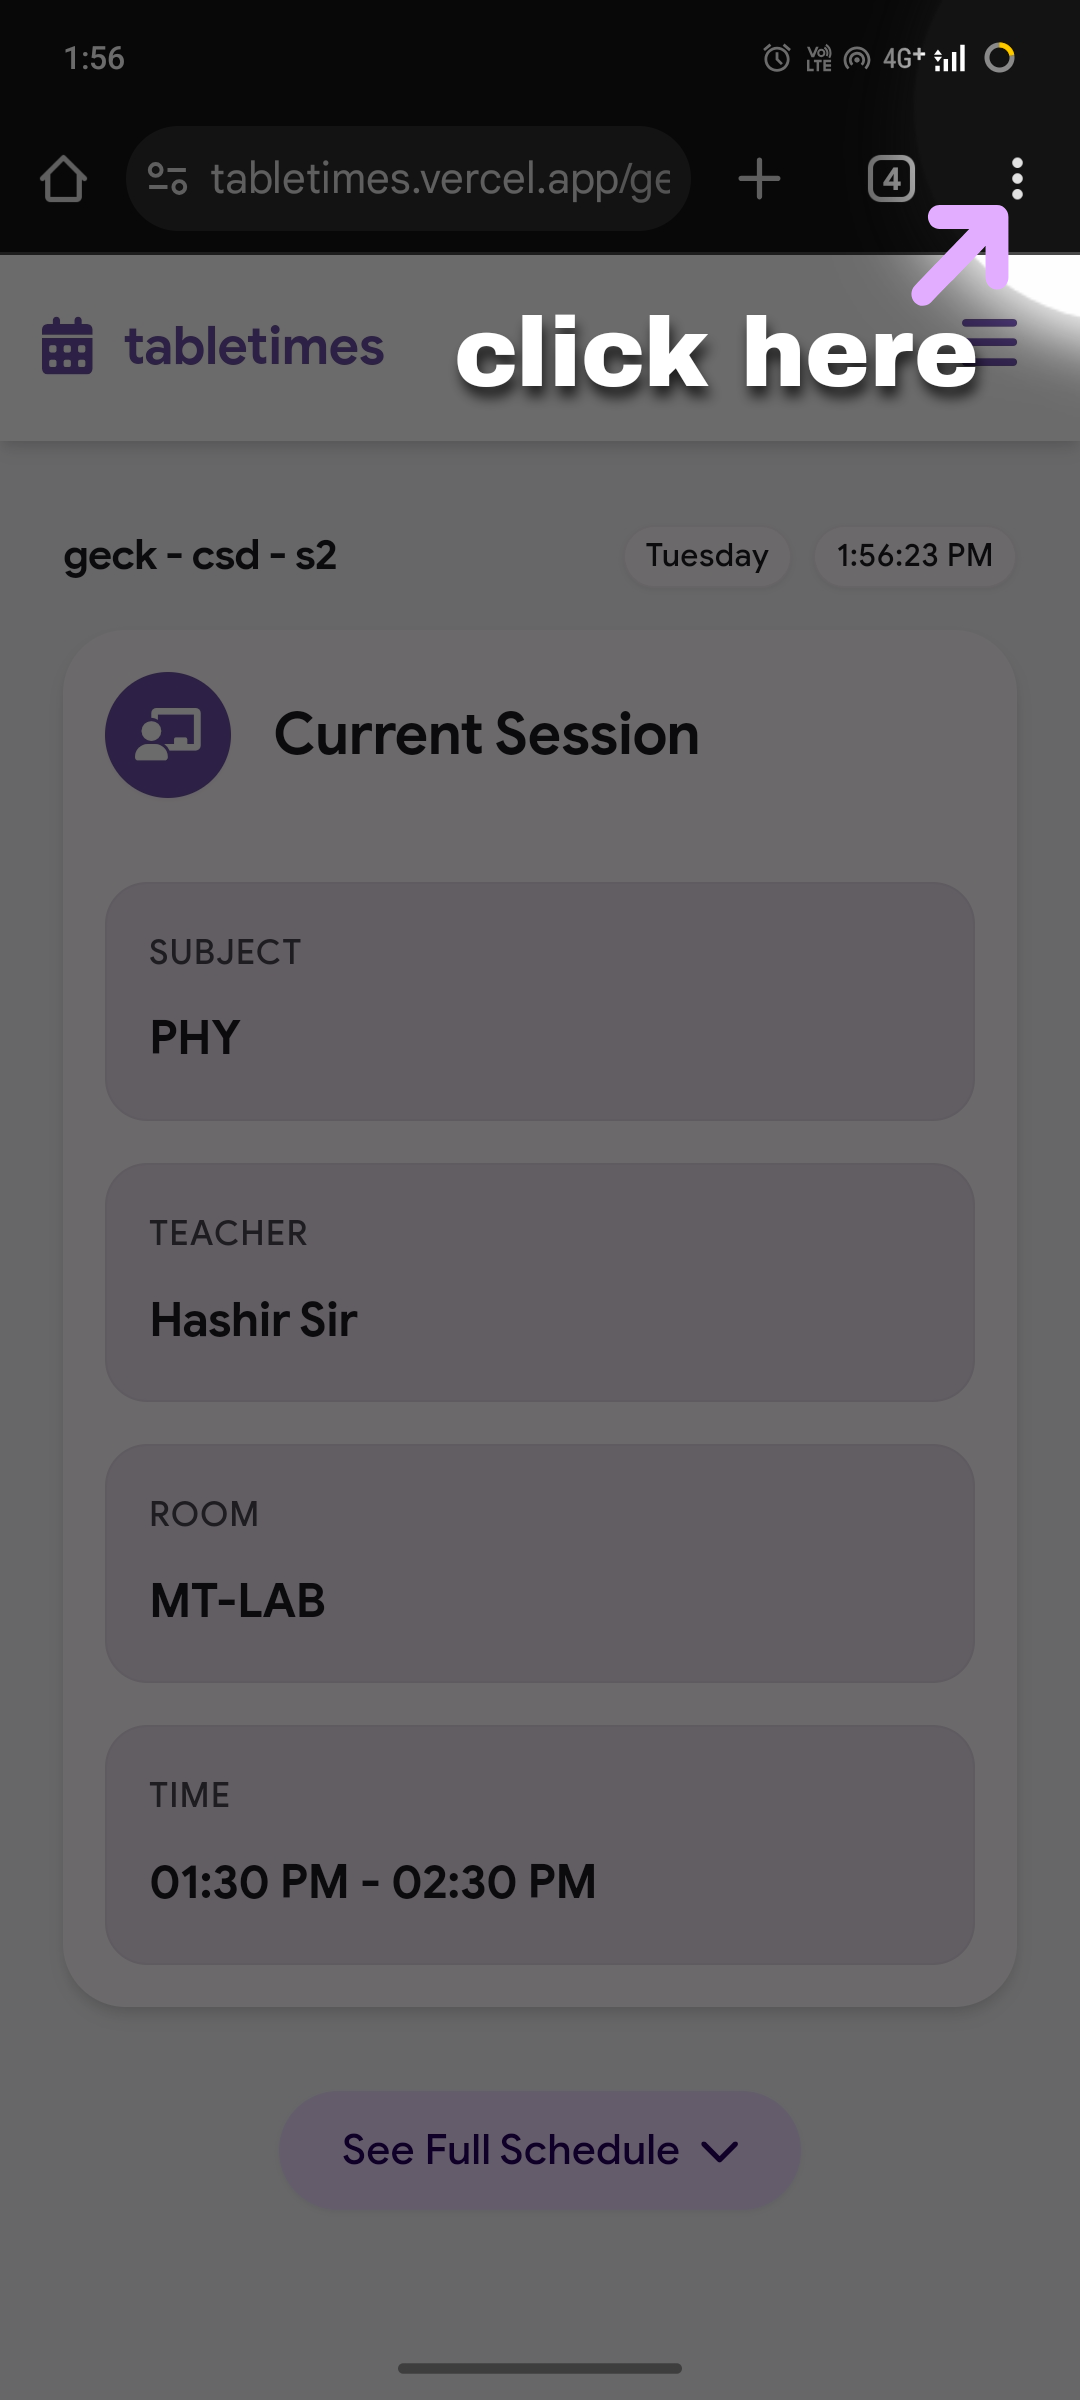 1:56
Vo) LTE 4G+
tabletimes.vercel.app/ge
4
tabletimes
click here
geck - csd - s2
Tuesday
1:56:23 PM
Current Session
SUBJECT
PHY
TEACHER
Hashir Sir
ROOM
MT-LAB
TIME
01:30 PM - 02:30 PM
See Full Schedule